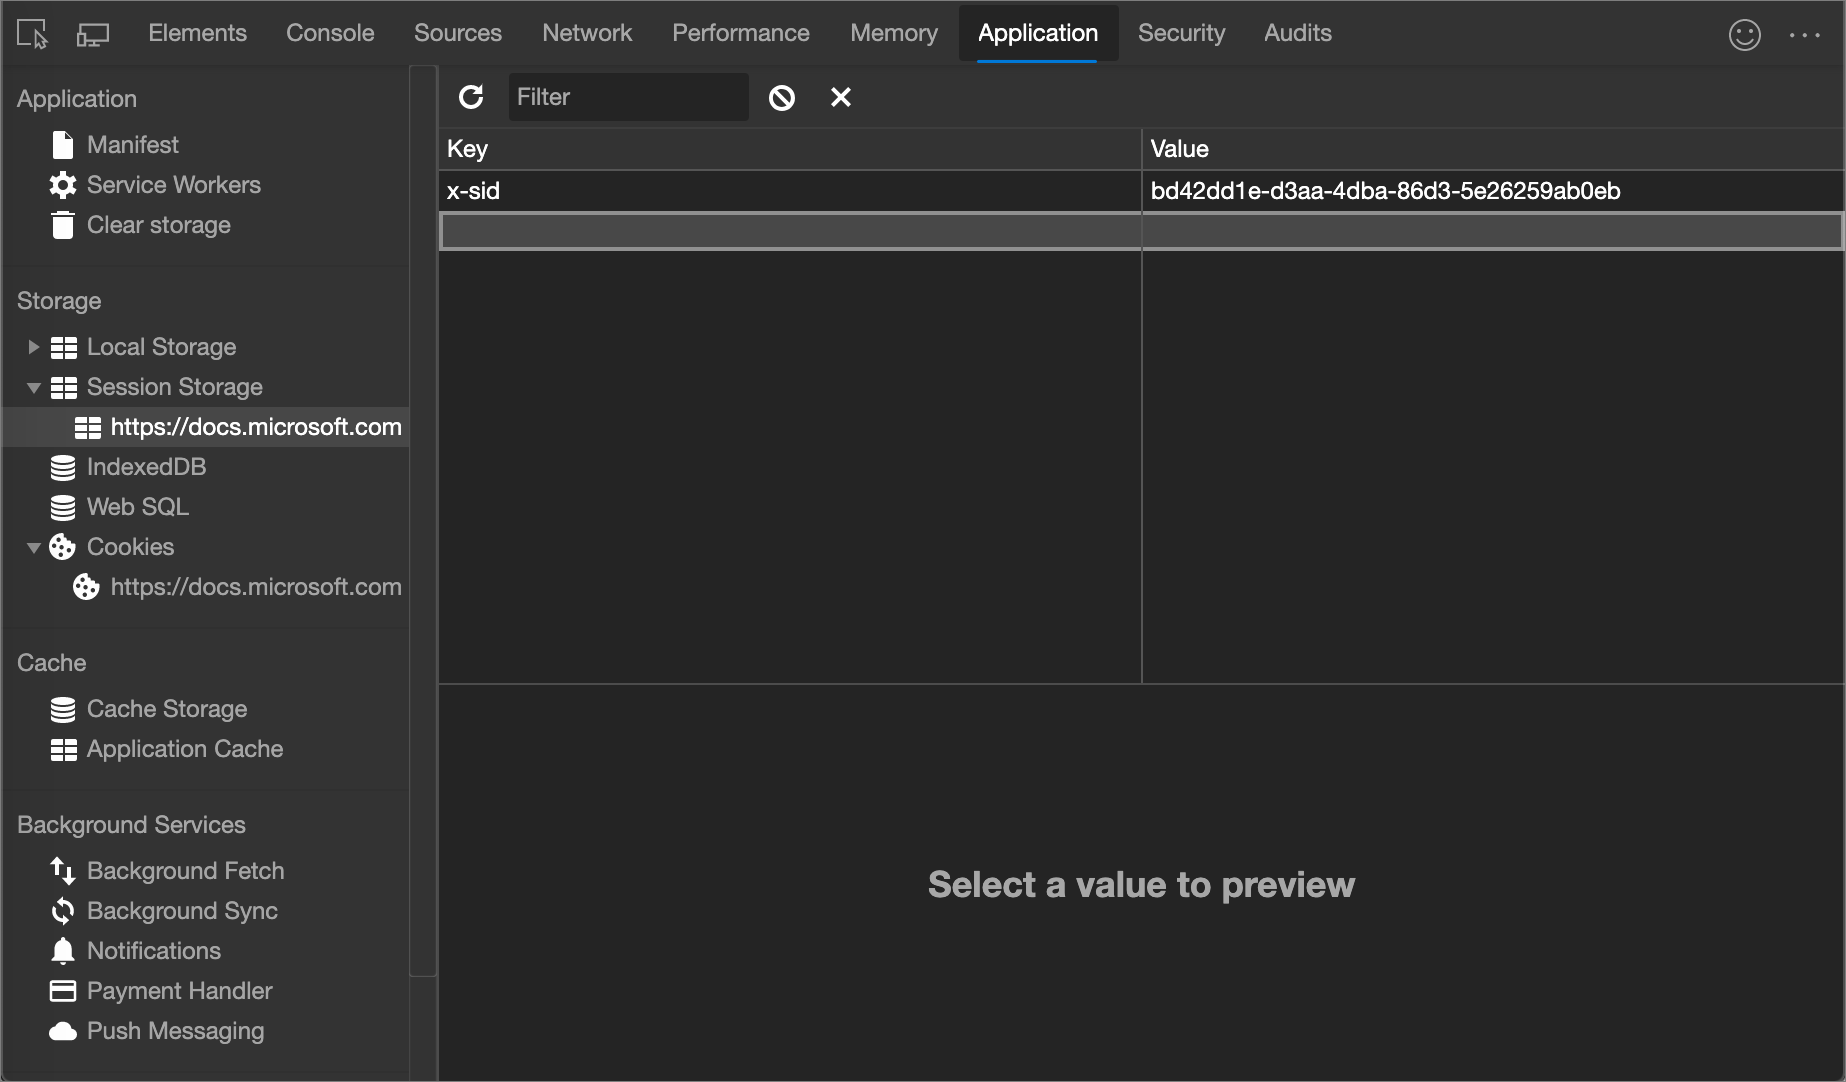 Elements Console Sources Network Performance Memory Application Security Audits
Application
Manifest
Service Workers
Clear storage
Storage
Local Storage
Session Storage
https://docs.microsoft.com
IndexedDB
Web SQL
Cookies
https://docs.microsoft.com
Cache
Cache Storage
Application Cache
Background Services
Background Fetch
Background Sync
Notifications
Payment Handler
Push Messaging
Filter
Key Value
x-sid bd42dd1e-d3aa-4dba-86d3-5e26259ab0eb
Select a value to preview